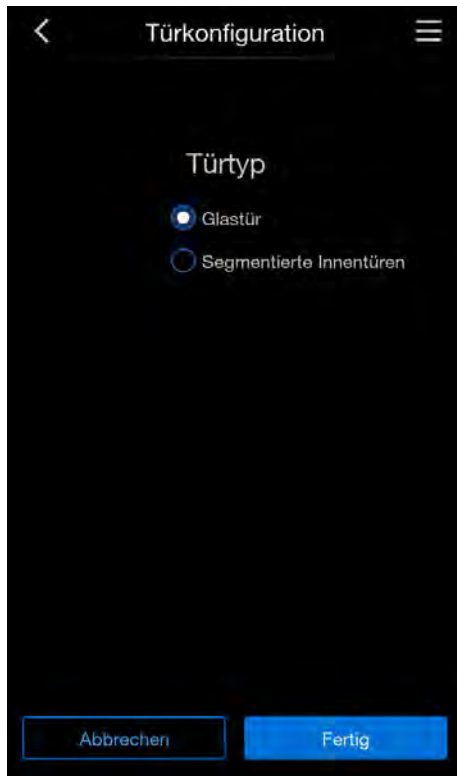 Türkonfiguration
Türtyp
Glastür
Segmentierte Innentüren
Abbrechen
Fertig